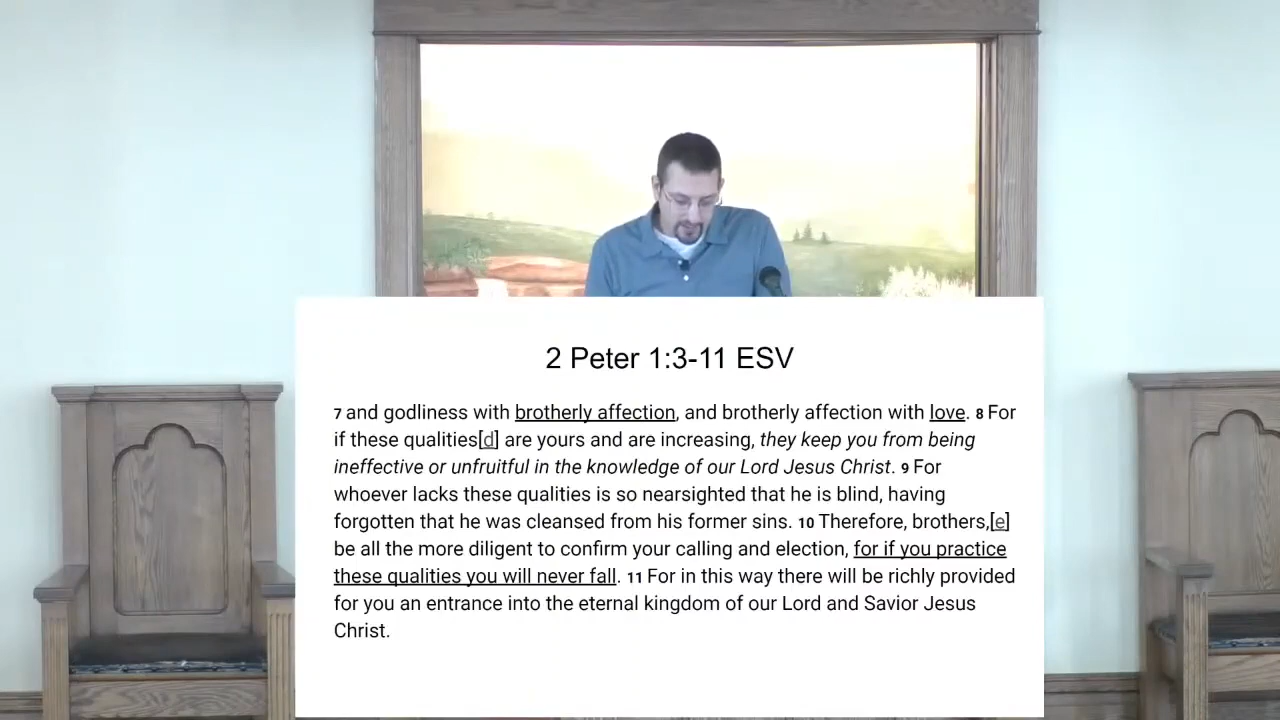 2 Peter 1:3-11 ESV
7 and godliness with brotherly affection, and brotherly affection with love. 8 For
if these qualities[d] are yours and are increasing, they keep you from being
ineffective or unfruitful in the knowledge of our Lord Jesus Christ. 9 For
whoever lacks these qualities is so nearsighted that he is blind, having
forgotten that he was cleansed from his former sins. 10 Therefore, brothers,[e]
be all the more diligent to confirm your calling and election, for if you practice
these qualities you will never fall. 11 For in this way there will be richly provided
for you an entrance into the eternal kingdom of our Lord and Savior Jesus
Christ.